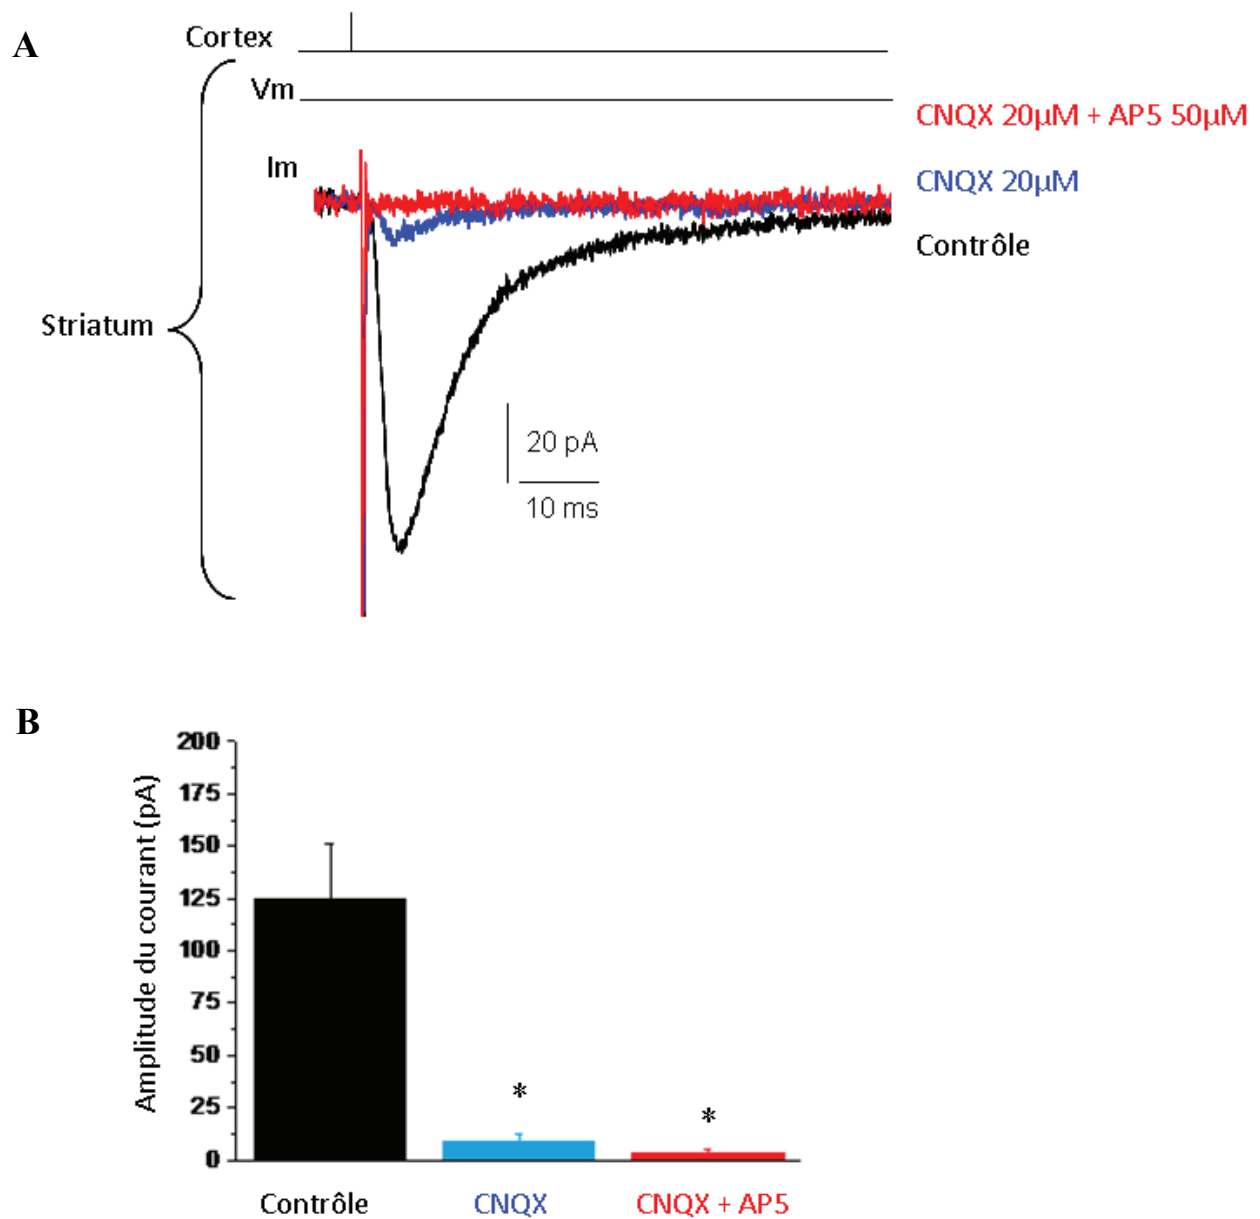 A
Cortex
Vm
CNQX 20µM + AP5 50µM
Im
CNQX 20µM
Contrôle
Striatum
20 pA
10 ms
B
Amplitude du courant (pA)
200
175
150
125
100
75
50
25
0
*
*
Contrôle
CNQX
CNQX + AP5